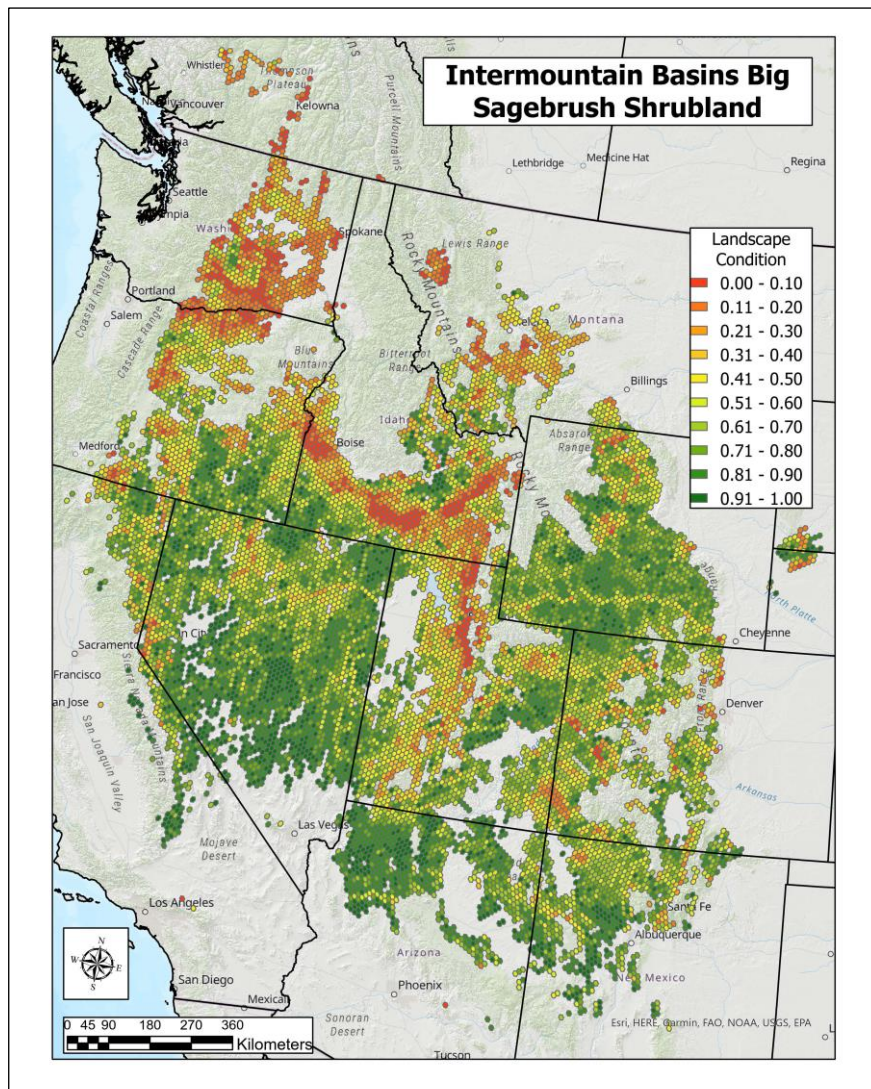 Intermountain Basins Big
Sagebrush Shrubland
Whistler
Thompson
Plateau
Vancouver
Kelowna
Purcell Mountains
Lethbridge
Medicine Hat
Regina
Seattle
Spokane
Lewis Range
Rocky Mountains
Landscape
Condition
0.00 - 0.10
0.11 - 0.20
0.21 - 0.30
0.31 - 0.40
0.41 - 0.50
0.51 - 0.60
0.61 - 0.70
0.71 - 0.80
0.81 - 0.90
0.91 - 1.00
Portland
Salem
Coastal Ranges
Cascade Range
Montana
Blue
Mountains
Bitterroot
Range
Billings
Idaho
Boise
Medford
Range
Rocky Mo
North Platte
Cheyenne
Sacramento
Francisco
an Jose
Sierra Nevada Mountains
San Joaquin Valley
Front Range
Denver
Arkansas
Las Vegas
Mojave
Desert
Los Angeles
Santa Fe
Albuquerque
Arizona
New Mexico
Phoenix
San Diego
Mexicali
Sonoran
Desert
Tucson
N
W
E
S
0 45 90 180 270 360
Kilometers
Esri, HERE, Garmin, FAO, NOAA, USGS, EPA